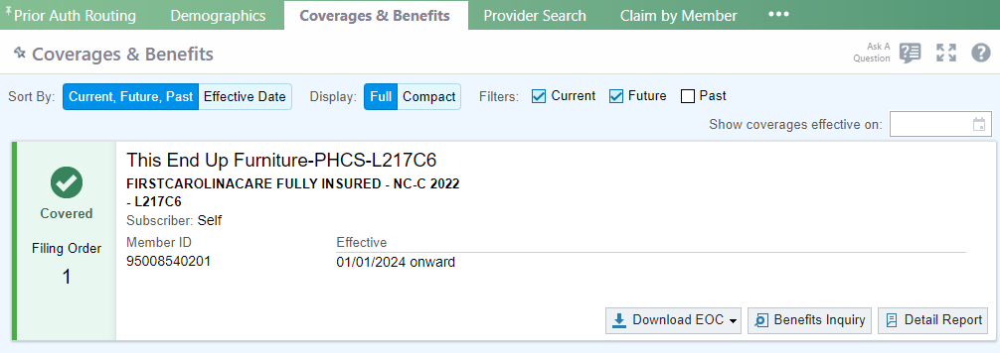 Prior Auth Routing Demographics Coverages & Benefits Provider Search Claim by Member •••
Coverages & Benefits
Ask A
Question
Sort By: Current, Future, Past Effective Date Display: Full Compact Filters: Current Future Past
Show coverages effective on:
This End Up Furniture-PHCS-L217C6
FIRSTCAROLINACARE FULLY INSURED - NC-C 2022
- L217C6
Covered
Subscriber: Self
Filing Order
1
Member ID Effective
95008540201 01/01/2024 onward
Download EOC Benefits Inquiry Detail Report